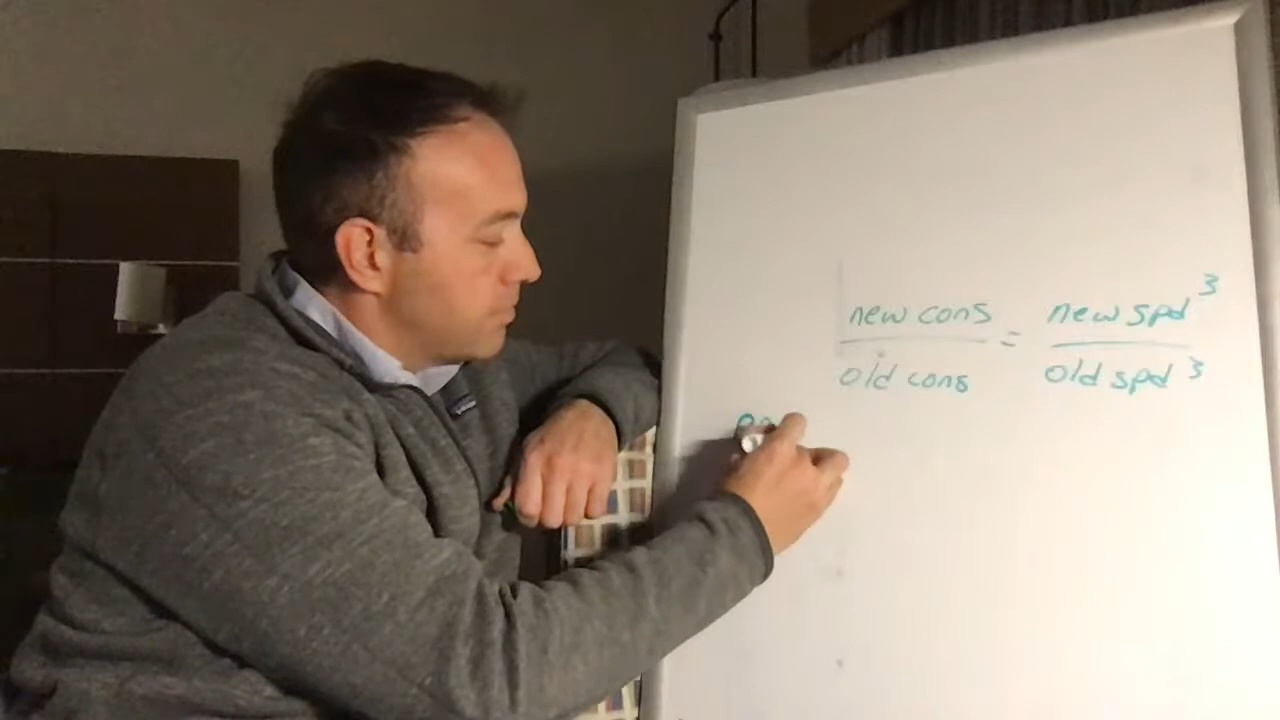 new cons = new spd³
old cons old spd³